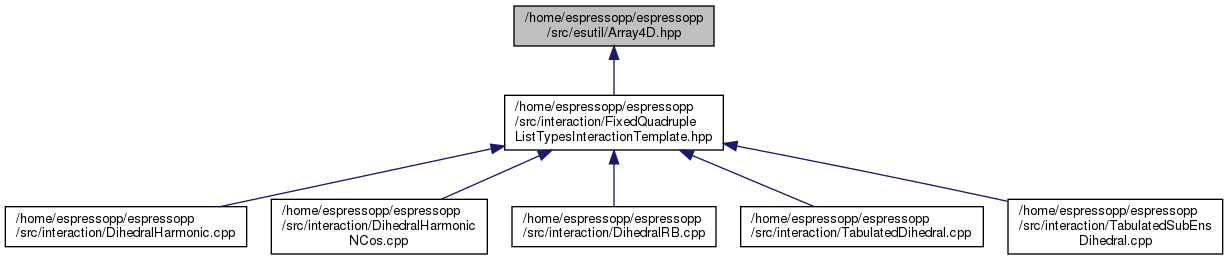 /home/espressopp/espressopp
/src/esutil/Array4D.hpp
/home/espressopp/espressopp
/src/interaction/FixedQuadruple
ListTypesInteractionTemplate.hpp
/home/espressopp/espressopp
/src/interaction/DihedralHarmonic.cpp
/home/espressopp/espressopp
/src/interaction/DihedralHarmonic
NCos.cpp
/home/espressopp/espressopp
/src/interaction/DihedralRB.cpp
/home/espressopp/espressopp
/src/interaction/TabulatedDihedral.cpp
/home/espressopp/espressopp
/src/interaction/TabulatedSubEns
Dihedral.cpp